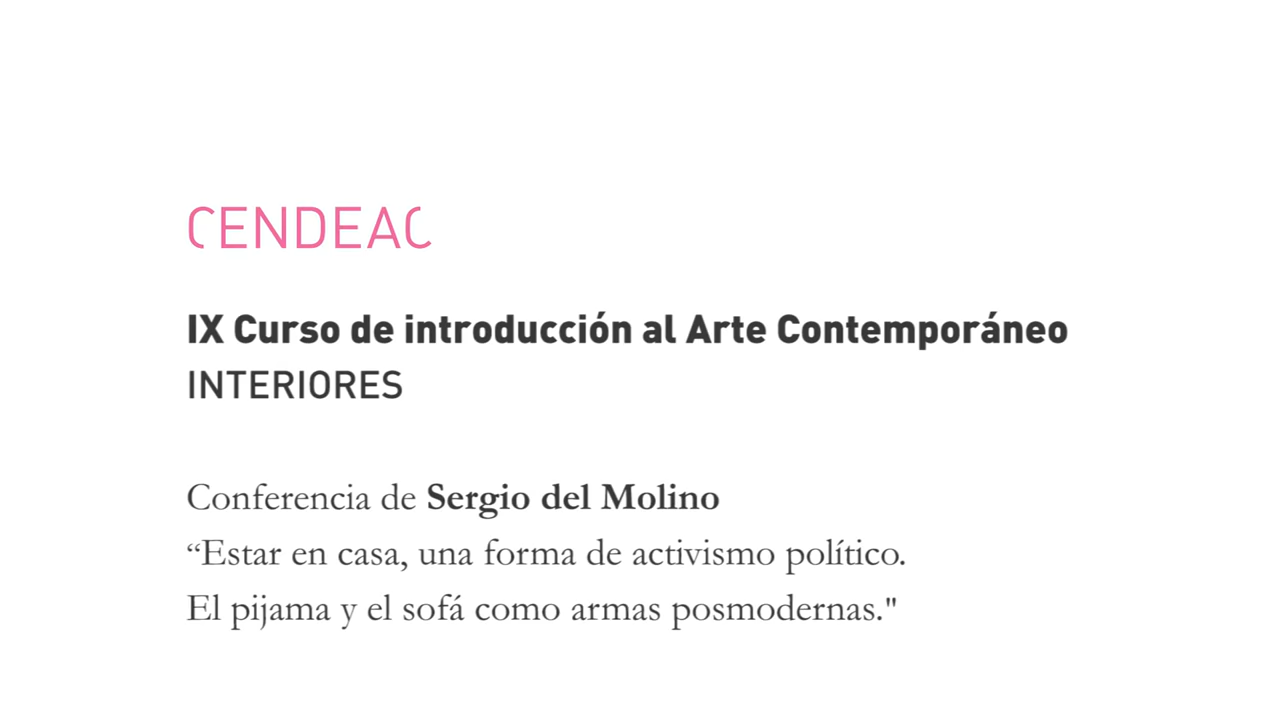 CENDEAC
IX Curso de introducción al Arte Contemporáneo
INTERIORES
Conferencia de Sergio del Molino
“Estar en casa, una forma de activismo político.
El pijama y el sofá como armas posmodernas."